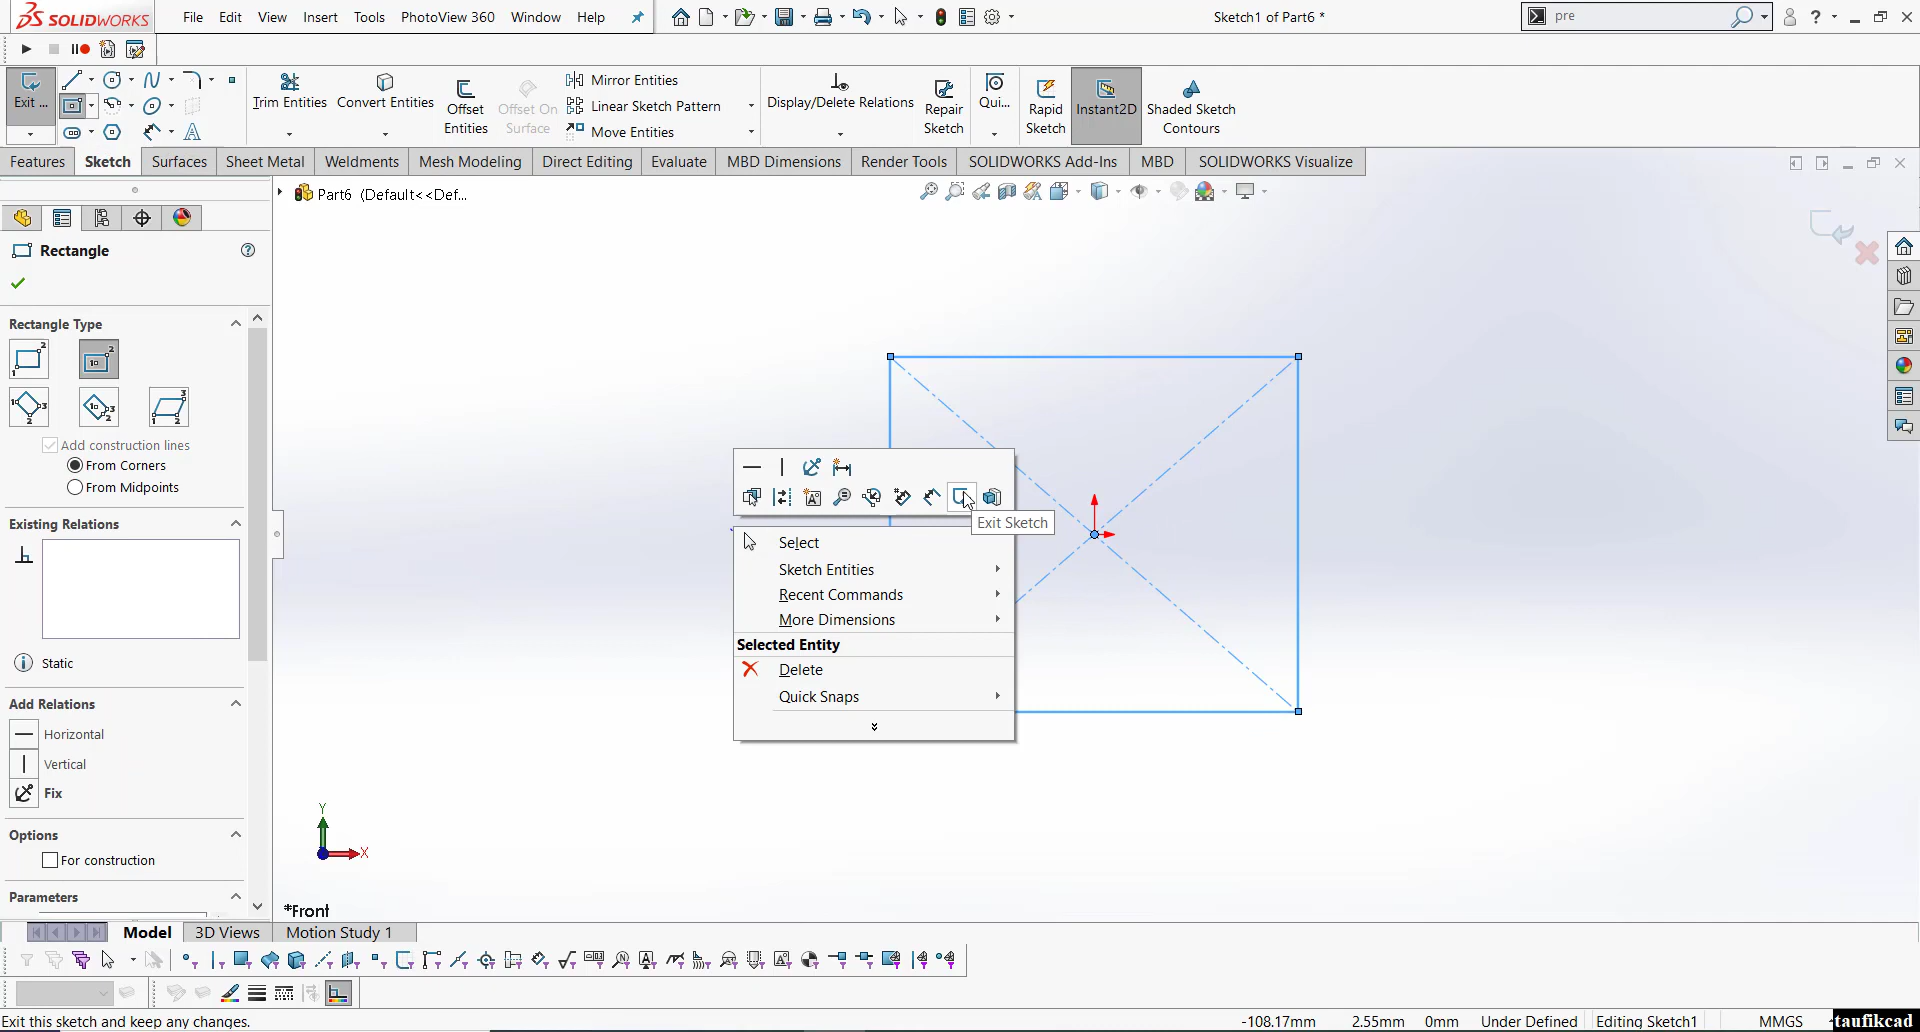 SOLIDWORKS
File Edit View Insert Tools PhotoView 360 Window Help
Sketch1 of Part6 *
pre
Exit ...
Trim Entities
Convert Entities
Offset Entities
Offset On Surface
Mirror Entities
Linear Sketch Pattern
Move Entities
Display/Delete Relations
Repair Sketch
Qui...
Rapid Sketch
Instant2D
Shaded Sketch Contours
Features Sketch Surfaces Sheet Metal Weldments Mesh Modeling Direct Editing Evaluate MBD Dimensions Render Tools SOLIDWORKS Add-Ins MBD SOLIDWORKS Visualize
Part6 (Default<<Def...
Rectangle
Rectangle Type
Add construction lines
From Corners
From Midpoints
Existing Relations
Static
Add Relations
Horizontal
Vertical
Fix
Options
For construction
Parameters
Exit Sketch
Select
Sketch Entities
Recent Commands
More Dimensions
Selected Entity
Delete
Quick Snaps
Y
X
*Front
Model 3D Views Motion Study 1
Exit this sketch and keep any changes.
-108.17mm 2.55mm 0mm Under Defined Editing Sketch1 MMGS
taufikcad